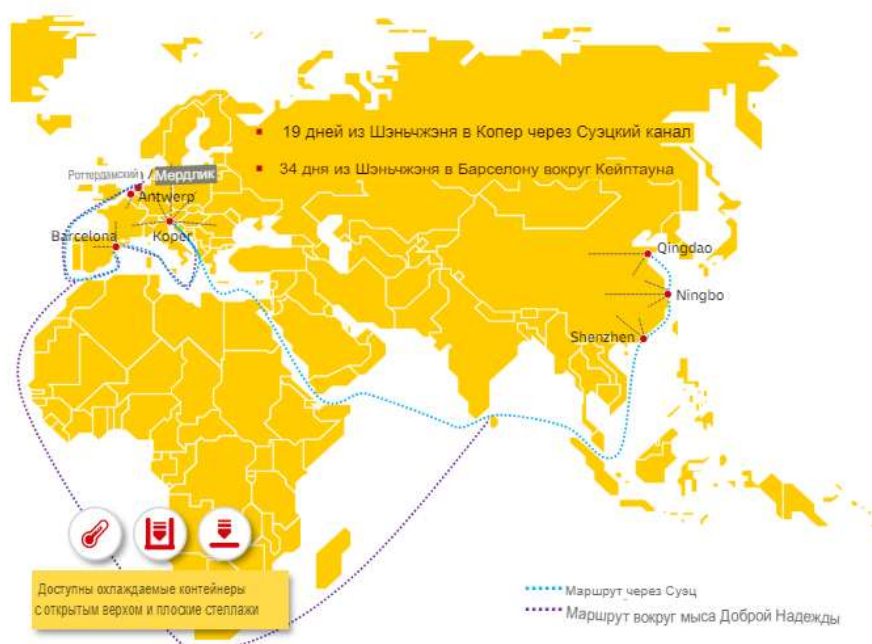 19 дней из Шэньчжэня в Копер через Суэцкий канал
34 дня из Шэньчжэня в Барселону вокруг Кейптауна
Роттердамский
Мердлик
Antwerp
Barcelona
Koper
Qingdao
Ningbo
Shenzhen
Доступны охлаждаемые контейнеры
с открытым верхом и плоские стеллажи
Маршрут через Суэц
Маршрут вокруг мыса Доброй Надежды